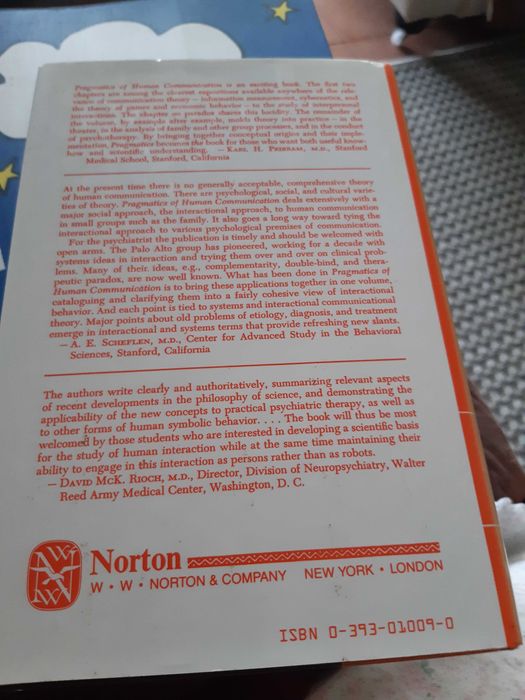 Pragmatics of Human Communication is an exciting book. The first two
chapters are among the clearest expositions available anywhere of the rele-
vance of communication theory – information measurement, cybernetics, and
the theory of games and economic behavior – to the study of interpersonal
interactions. The chapter on paradox shares this lucidity. The remainder of
the volume, by example after example, molds theory into practice – in the
theater, in the analysis of family and other group processes, and in the conduct
of psychotherapy. By bringing together conceptual origins and their imple-
mentation, Pragmatics becomes the book for those who want both useful know-
how and scientific understanding. – Karl H. Pribram, M.D., Stanford
Medical School, Stanford, California
At the present time there is no generally acceptable, comprehensive theory
of human communication. There are psychological, social, and cultural varie-
ties of theory. Pragmatics of Human Communication deals extensively with a
major social approach, the interactional approach, to human communication
in small groups such as the family. It also goes a long way toward tying the
interactional approach to various psychological premises of communication.
For the psychiatrist the publication is timely and should be welcomed with
open arms. The Palo Alto group has pioneered, working for a decade with
systems ideas in interaction and trying them over and over on clinical prob-
lems. Many of their ideas, e.g., complementarity, double-bind, and thera-
peutic paradox, are now well known. What has been done in Pragmatics of
Human Communication is to bring these applications together in one volume,
cataloguing and clarifying them into a fairly cohesive view of interactional
behavior. And each point is tied to systems and interactional communicational
theory. Major points about old problems of etiology, diagnosis, and treatment
emerge in interactional and systems terms that provide refreshing new slants.
– A. E. Scheflen, M.D., Center for Advanced Study in the Behavioral
Sciences, Stanford, California
The authors write clearly and authoritatively, summarizing relevant aspects
of recent developments in the philosophy of science, and demonstrating the
applicability of the new concepts to practical psychiatric therapy, as well as
to other forms of human symbolic behavior. . . . The book will thus be most
welcomed by those students who are interested in developing a scientific basis
for the study of human interaction while at the same time maintaining their
ability to engage in this interaction as persons rather than as robots.
– David McK. Rioch, M.D., Director, Division of Neuropsychiatry, Walter
Reed Army Medical Center, Washington, D. C.
Norton
W • W • NORTON & COMPANY NEW YORK • LONDON
ISBN 0-393-01009-0